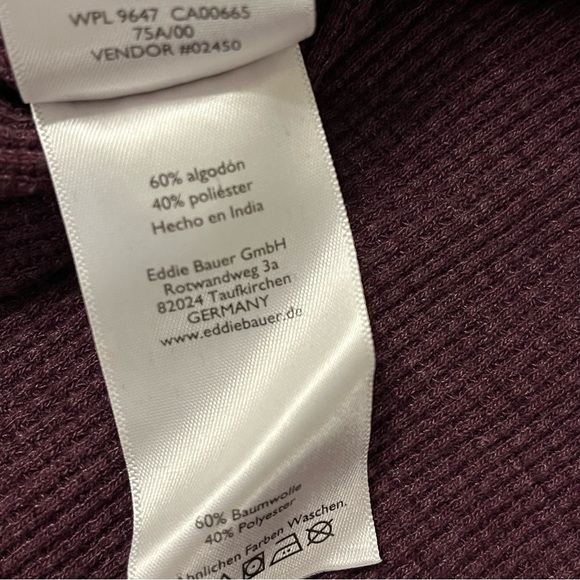 WPL 9647 CA00665
75A/00
VENDOR #02450
60% algodón
40% poliéster
Hecho en India
Eddie Bauer GmbH
Rotwandweg 3a
82024 Taufkirchen
GERMANY
www.eddiebauer.de
60% Baumwolle
40% Polyester
Farben Waschen.